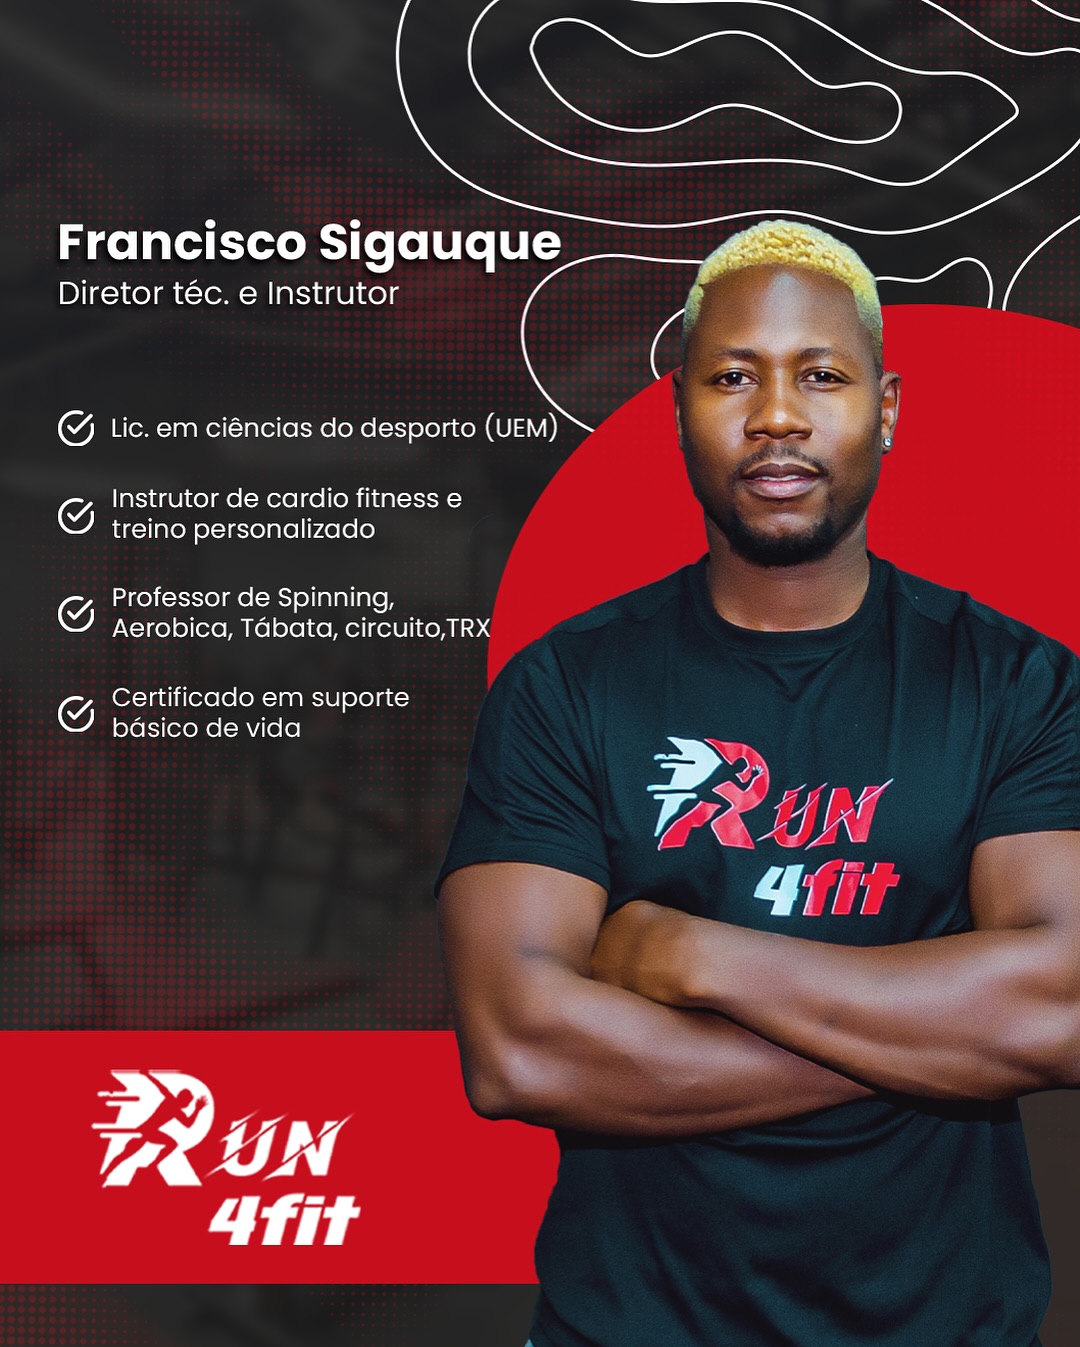 Francisco Sigauque
Diretor téc. e Instrutor
Lic. em ciências do desporto (UEM)
Instrutor de cardio fitness e
treino personalizado
Professor de Spinning,
Aerobica, Tábata, circuito,TRX
Certificado em suporte
básico de vida
RUN
4fit
RUN
4fit